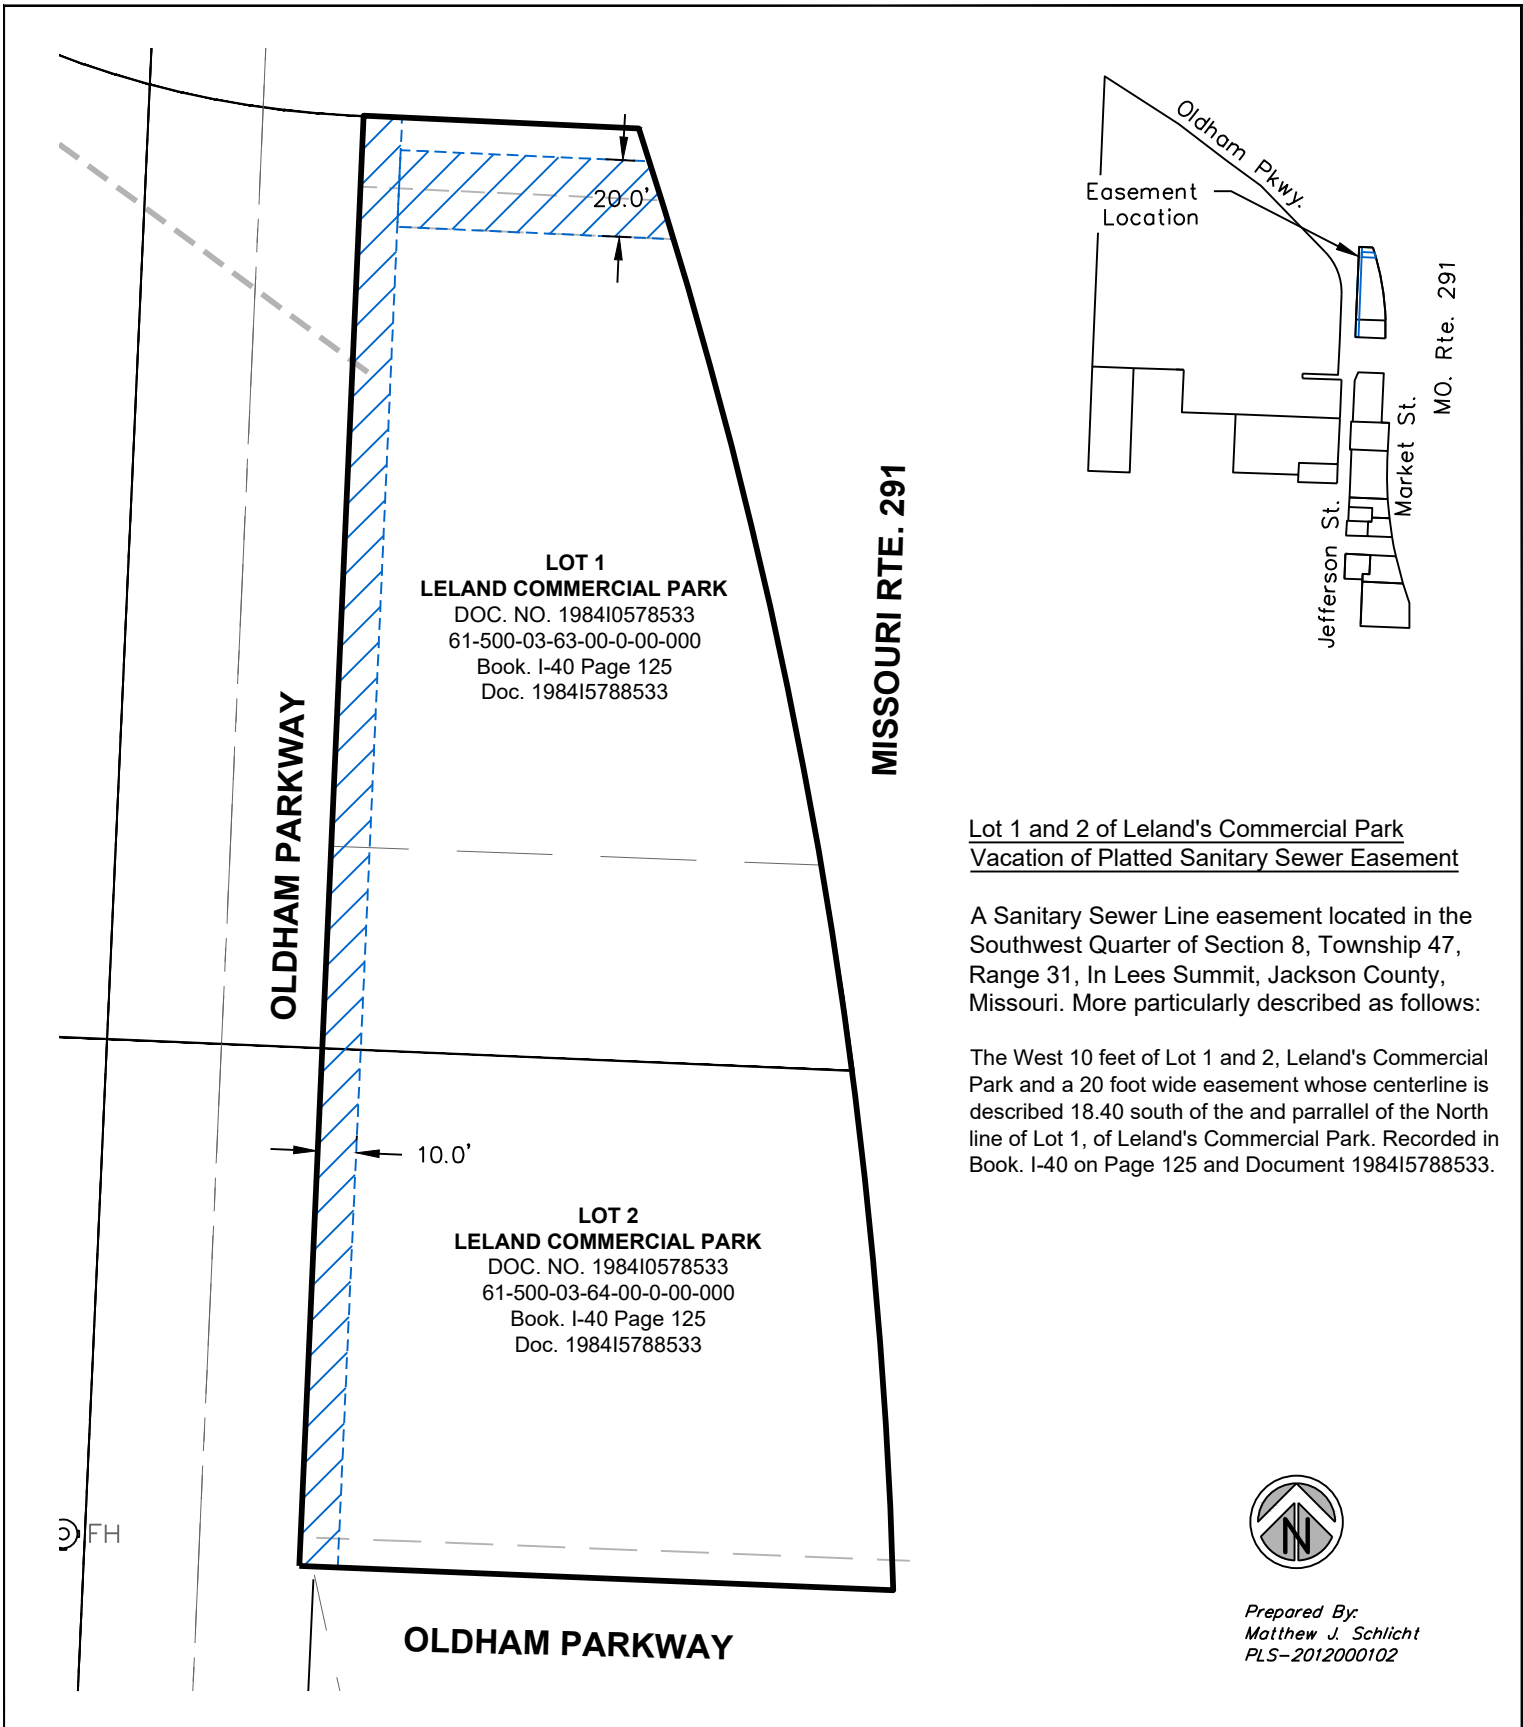 20.0'
LOT 1
LELAND COMMERCIAL PARK
DOC. NO. 1984I0578533
61-500-03-63-00-0-00-000
Book. I-40 Page 125
Doc. 1984I5788533
OLDHAM PARKWAY
MISSOURI RTE. 291
10.0'
LOT 2
LELAND COMMERCIAL PARK
DOC. NO. 1984I0578533
61-500-03-64-00-0-00-000
Book. I-40 Page 125
Doc. 1984I5788533
FH
OLDHAM PARKWAY
Oldham Pkwy.
Easement
Location
MO. Rte. 291
Market St.
Jefferson St.
Lot 1 and 2 of Leland's Commercial Park
Vacation of Platted Sanitary Sewer Easement
A Sanitary Sewer Line easement located in the
Southwest Quarter of Section 8, Township 47,
Range 31, In Lees Summit, Jackson County,
Missouri. More particularly described as follows:
The West 10 feet of Lot 1 and 2, Leland's Commercial
Park and a 20 foot wide easement whose centerline is
described 18.40 south of the and parrallel of the North
line of Lot 1, of Leland's Commercial Park. Recorded in
Book. I-40 on Page 125 and Document 1984I5788533.
N
Prepared By:
Matthew J. Schlicht
PLS-2012000102